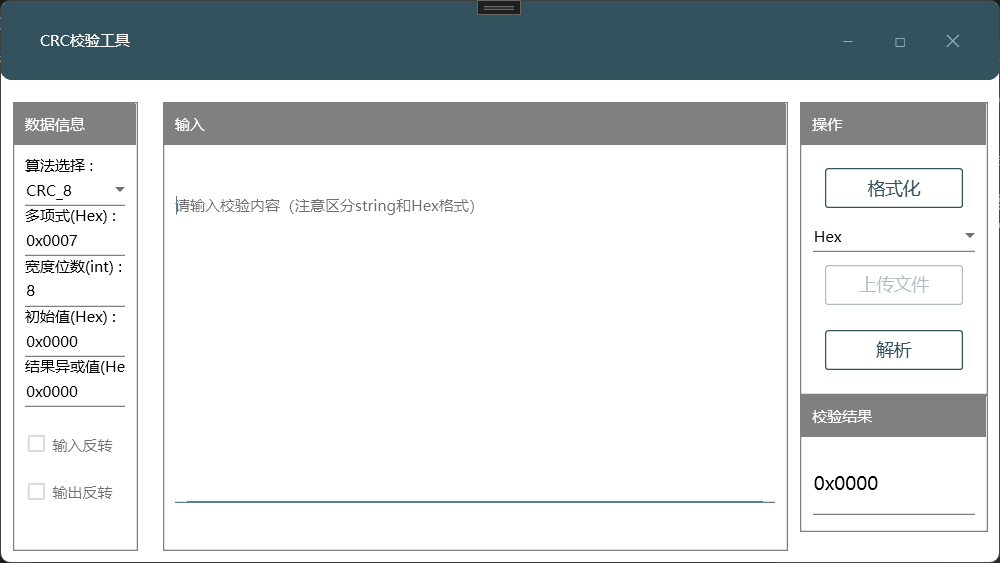 CRC校验工具
数据信息
算法选择：
CRC_8
多项式(Hex)：
0x0007
宽度位数(int)：
8
初始值(Hex)：
0x0000
结果异或值(He
0x0000
输入反转
输出反转
输入
请输入校验内容（注意区分string和Hex格式）
操作
格式化
Hex
上传文件
解析
校验结果
0x0000